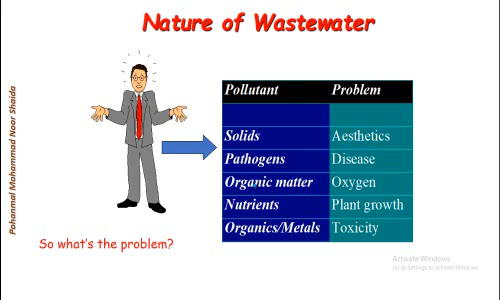 Nature of Wastewater
Pohanmal Mohammad Noor Shaida
Pollutant Problem
Solids Aesthetics
Pathogens Disease
Organic matter Oxygen
Nutrients Plant growth
Organics/Metals Toxicity
So what's the problem?
Activate Windows
Go to Settings to activate Windows.